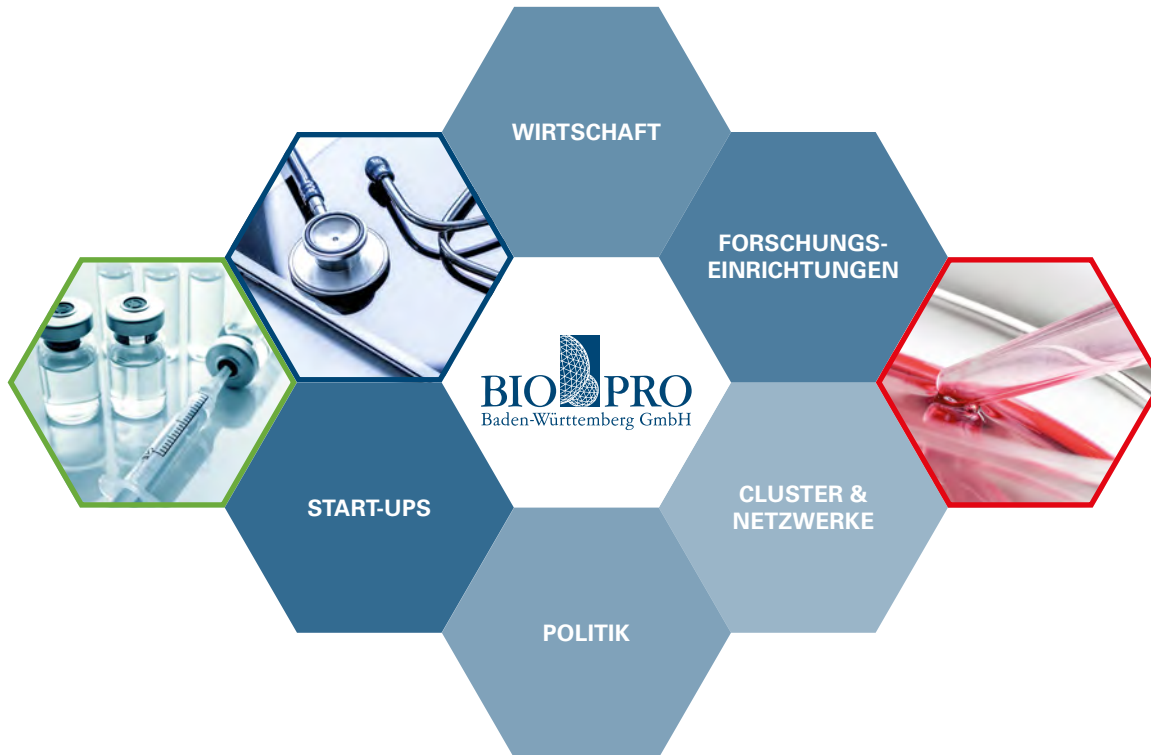 WIRTSCHAFT
FORSCHUNGS-
EINRICHTUNGEN
BIO PRO
Baden-Württemberg GmbH
START-UPS
CLUSTER &
NETZWERKE
POLITIK